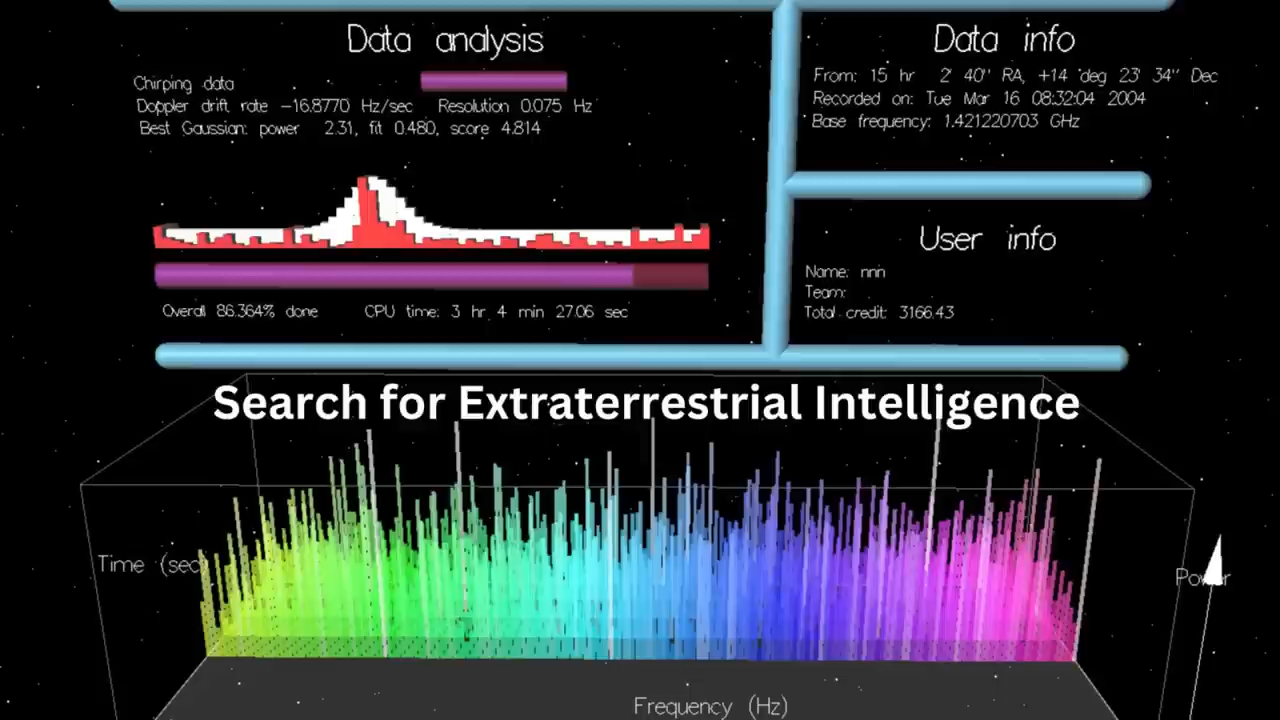 Data analysis
Chirping data
Doppler drift rate -16.8770 Hz/sec Resolution 0.075 Hz
Best Gaussian: power 2.31, fit 0.480, score 4.814
Overall 86.364% done CPU time: 3 hr 4 min 27.06 sec
Data info
From: 15 hr 2' 40'' RA, +14 deg 23' 34'' Dec
Recorded on: Tue Mar 16 08:32:04 2004
Base frequency: 1.421220703 GHz
User info
Name: nnn
Team:
Total credit: 3166.43
Search for Extraterrestrial Intelligence
Time (sec)
Power
Frequency (Hz)